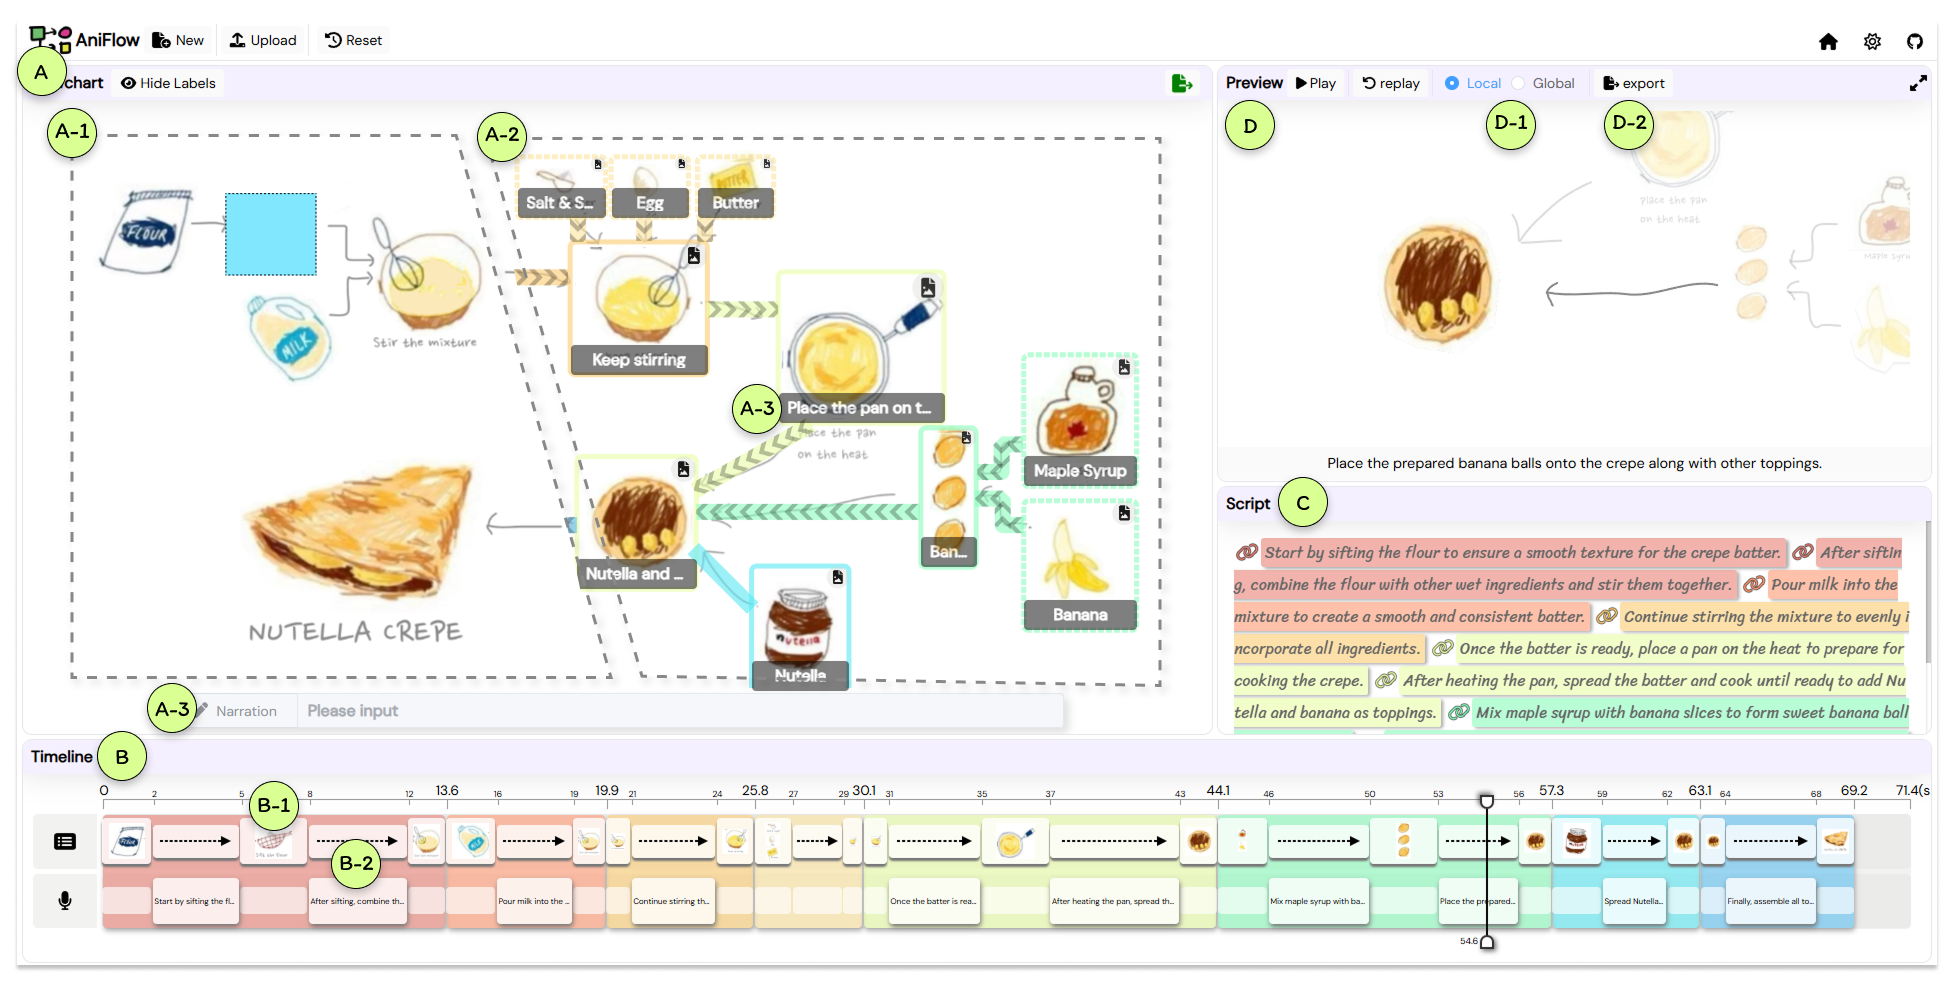 AniFlow New Upload Reset
A chart Hide Labels
A-1
A-2
FLOUR
MILK
Stir the mixture
NUTELLA CREPE
Salt & S... Egg Butter
BUTTER
Keep stirring
A-3 Place the pan on t...
place the pan
on the heat
Maple Syrup
Ban...
Banana
Nutella and ...
nutella
Nutella
A-3 Narration Please input
Preview Play replay Local Global export
D D-1 D-2
place the pan
on the heat
Maple Syru
Place the prepared banana balls onto the crepe along with other toppings.
Script C
Start by sifting the flour to ensure a smooth texture for the crepe batter. After siftin
g, combine the flour with other wet ingredients and stir them together. Pour milk into the
mixture to create a smooth and consistent batter. Continue stirring the mixture to evenly i
ncorporate all ingredients. Once the batter is ready, place a pan on the heat to prepare for
cooking the crepe. After heating the pan, spread the batter and cook until ready to add Nu
tella and banana as toppings. Mix maple syrup with banana slices to form sweet banana ball
Timeline B
0 2 5 8 12 13.6 16 19 19.9 21 24 25.8 27 29 30.1 31 35 37 43 44.1 46 50 53 56 57.3 59 62 63.1 64 68 69.2 71.4(s
B-1
B-2
Start by sifting the fl... After sifting, combine th... Pour milk into the ... Continue stirring th... Once the batter is rea... After heating the pan, spread th... Mix maple syrup with ba... Place the prepared... Spread Nutella... Finally, assemble all to...
54.6